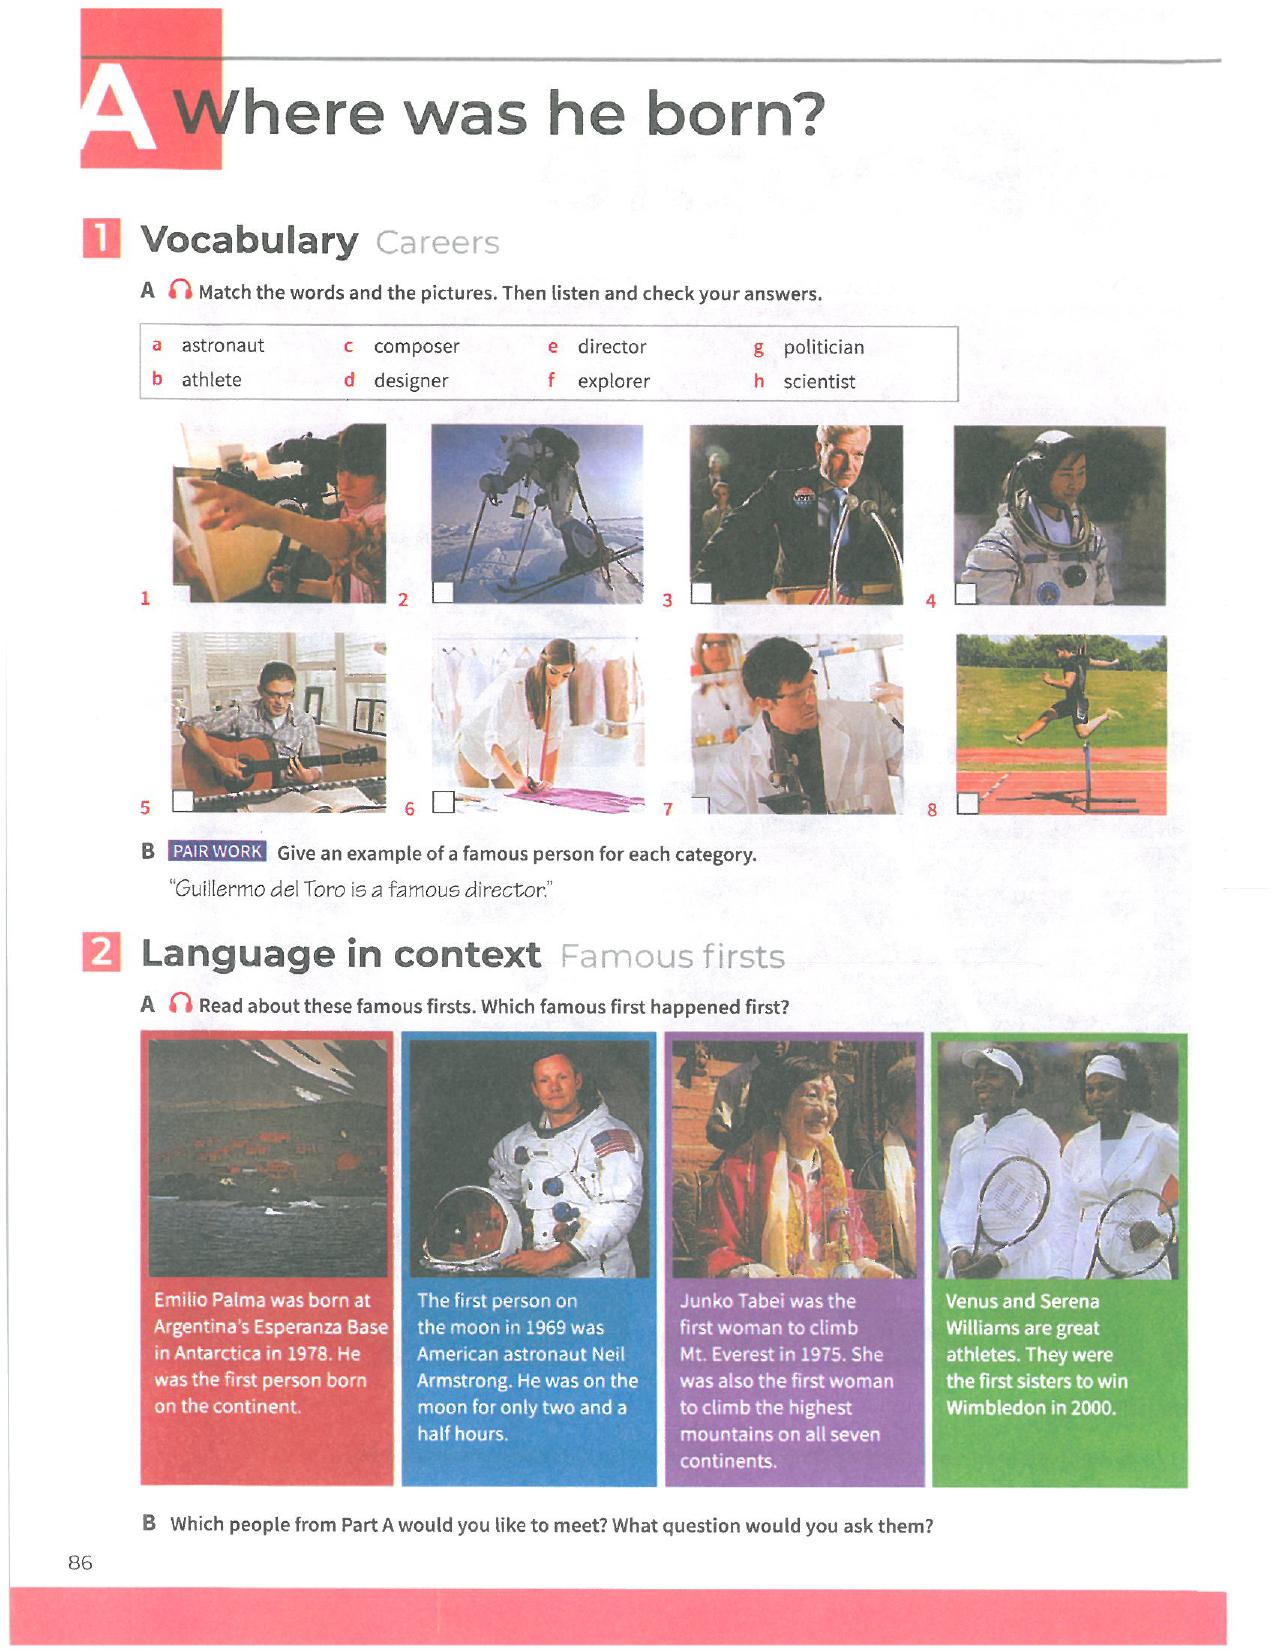 A Where was he born?
1 Vocabulary Careers
A Match the words and the pictures. Then listen and check your answers.
a astronaut c composer e director g politician
b athlete d designer f explorer h scientist
VOTE
1 2 3 4
5 6 7 8
B PAIR WORK Give an example of a famous person for each category.
"Guillermo del Toro is a famous director."
2 Language in context Famous firsts
A Read about these famous firsts. Which famous first happened first?
Emilio Palma was born at
Argentina's Esperanza Base
in Antarctica in 1978. He
was the first person born
on the continent.
The first person on
the moon in 1969 was
American astronaut Neil
Armstrong. He was on the
moon for only two and a
half hours.
Junko Tabei was the
first woman to climb
Mt. Everest in 1975. She
was also the first woman
to climb the highest
mountains on all seven
continents.
Venus and Serena
Williams are great
athletes. They were
the first sisters to win
Wimbledon in 2000.
B Which people from Part A would you like to meet? What question would you ask them?
86